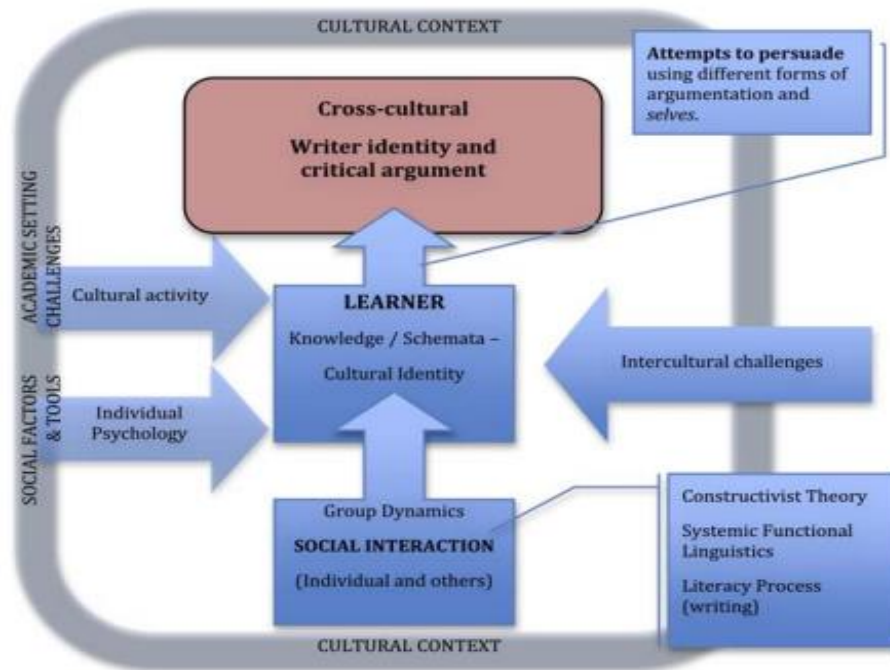 CULTURAL CONTEXT
Attempts to persuade
using different forms of
argumentation and
selves.
Cross-cultural
Writer identity and
critical argument
ACADEMIC SETTING
CHALLENGES
Cultural activity
LEARNER
Knowledge / Schemata –
Cultural Identity
Intercultural challenges
SOCIAL FACTORS
& TOOLS
Individual
Psychology
Group Dynamics
SOCIAL INTERACTION
(Individual and others)
Constructivist Theory
Systemic Functional
Linguistics
Literacy Process
(writing)
CULTURAL CONTEXT